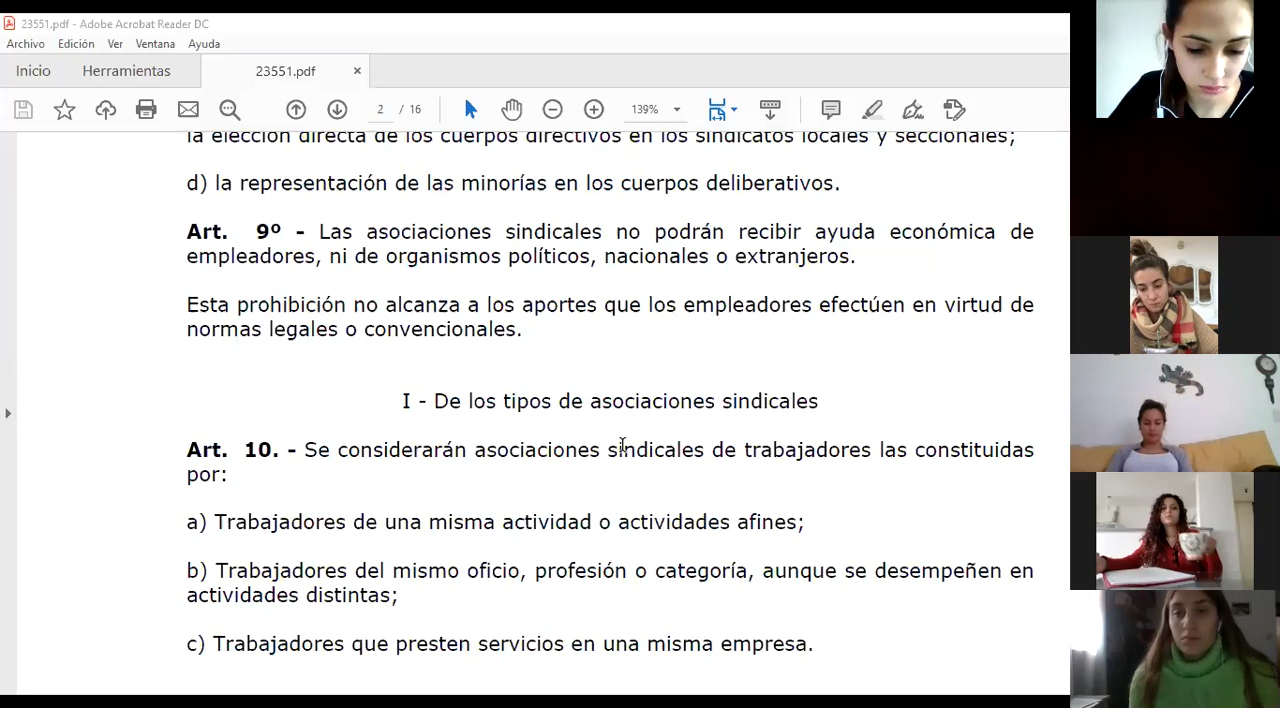 23551.pdf - Adobe Acrobat Reader DC
Archivo Edición Ver Ventana Ayuda
Inicio Herramientas 23551.pdf ×
2 / 16 139%
la elección directa de los cuerpos directivos en los sindicatos locales y seccionales;
d) la representación de las minorías en los cuerpos deliberativos.
Art. 9º - Las asociaciones sindicales no podrán recibir ayuda económica de
empleadores, ni de organismos políticos, nacionales o extranjeros.
Esta prohibición no alcanza a los aportes que los empleadores efectúen en virtud de
normas legales o convencionales.
I - De los tipos de asociaciones sindicales
Art. 10. - Se considerarán asociaciones sindicales de trabajadores las constituidas
por:
a) Trabajadores de una misma actividad o actividades afines;
b) Trabajadores del mismo oficio, profesión o categoría, aunque se desempeñen en
actividades distintas;
c) Trabajadores que presten servicios en una misma empresa.